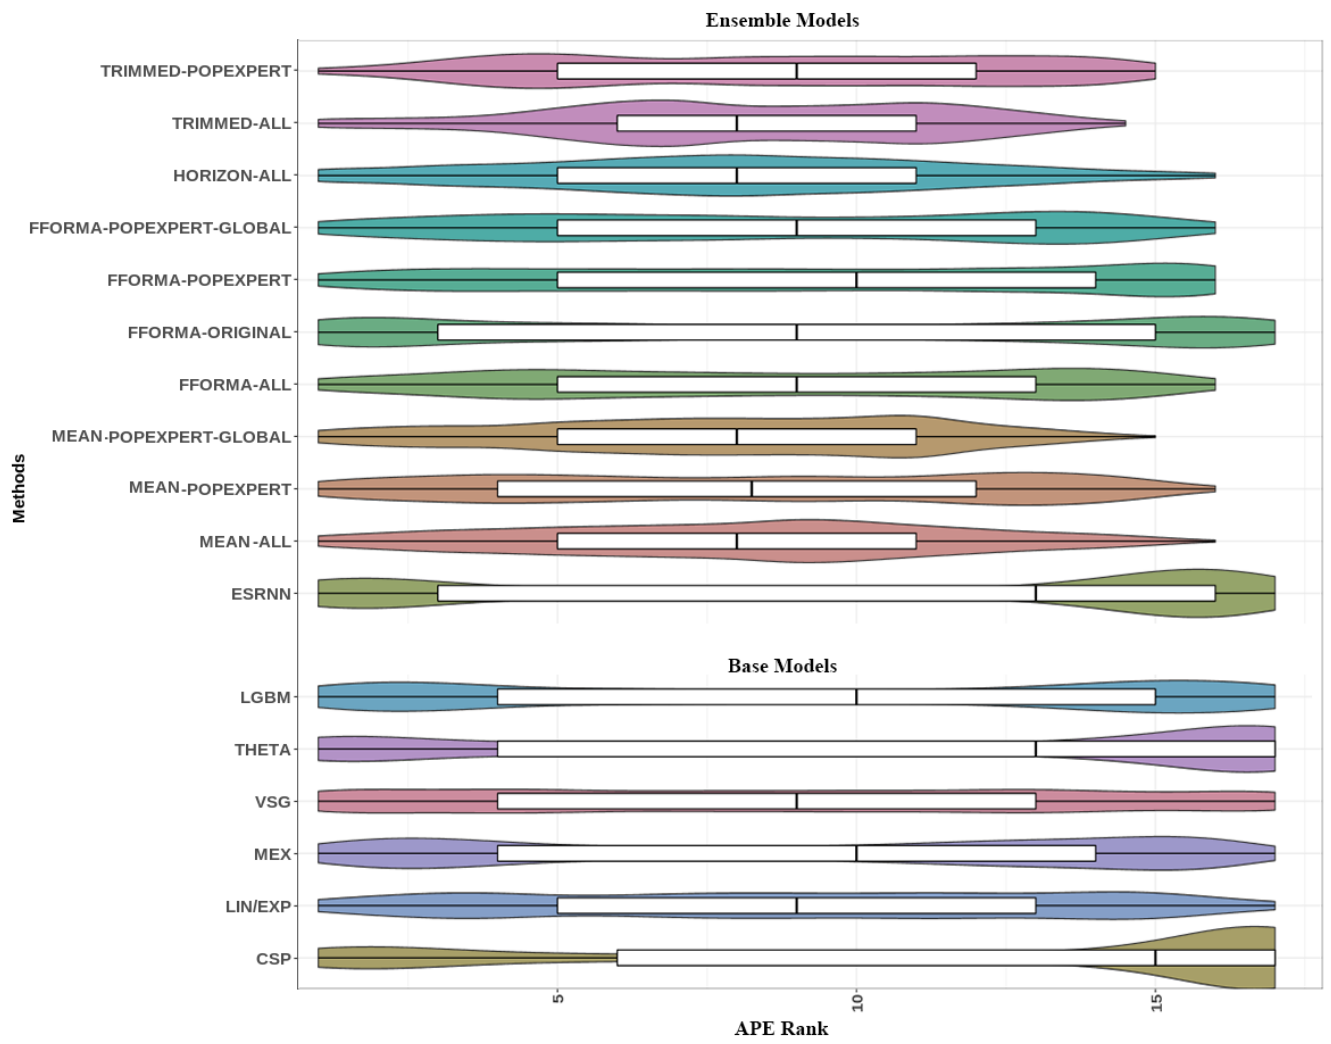 Ensemble Models
TRIMMED-POPEXPERT
TRIMMED-ALL
HORIZON-ALL
FFORMA-POPEXPERT-GLOBAL
FFORMA-POPEXPERT
FFORMA-ORIGINAL
FFORMA-ALL
MEAN-POPEXPERT-GLOBAL
MEAN-POPEXPERT
MEAN-ALL
ESRNN
Methods
Base Models
LGBM
THETA
VSG
MEX
LIN/EXP
CSP
5
10
15
APE Rank